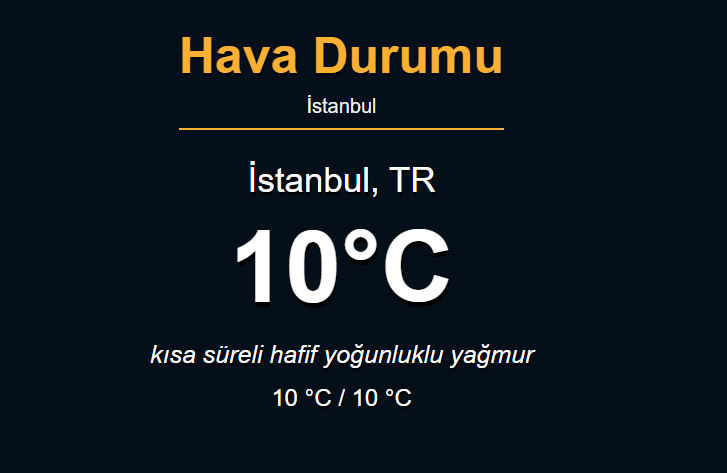 Hava Durumu
İstanbul
İstanbul, TR
10°C
kısa süreli hafif yoğunluklu yağmur
10 °C / 10 °C